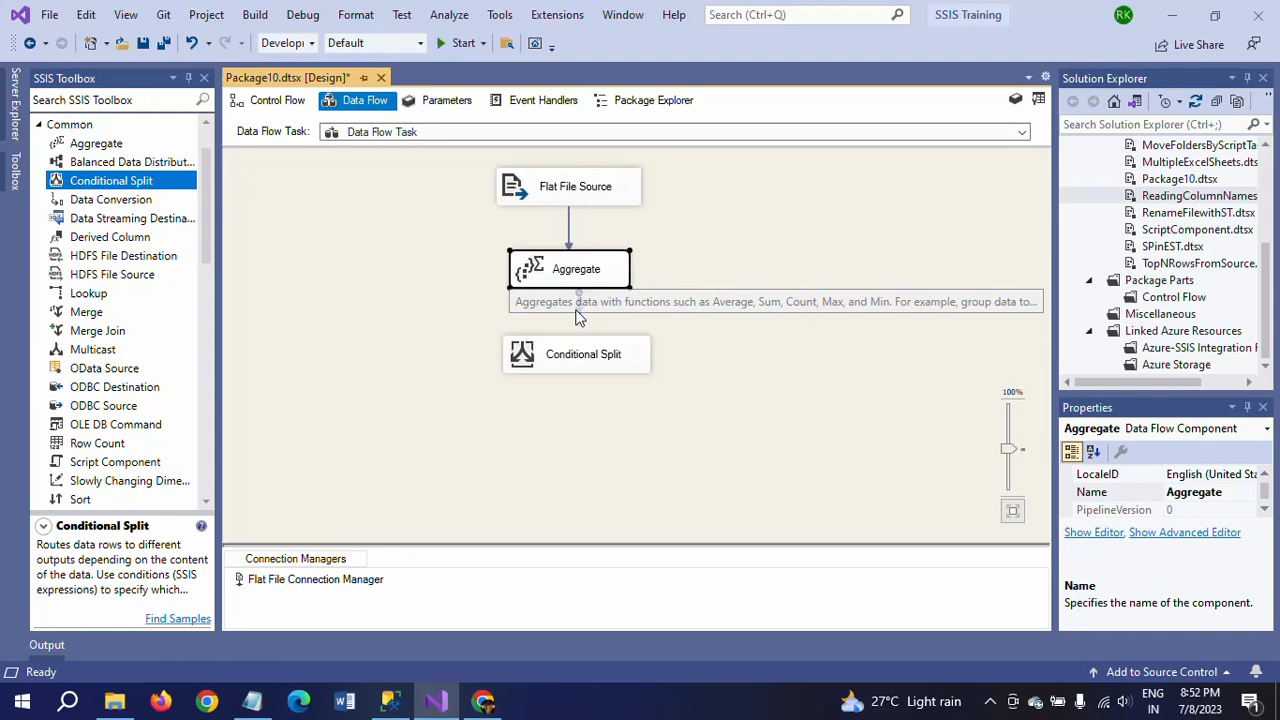 File Edit View Git Project Build Debug Format Test Analyze Tools Extensions Window Help Search (Ctrl+Q) SSIS Training RK
Developi Default Start Live Share
SSIS Toolbox
Search SSIS Toolbox
Common
Aggregate
Balanced Data Distribut...
Conditional Split
Data Conversion
Data Streaming Destina...
Derived Column
HDFS File Destination
HDFS File Source
Lookup
Merge
Merge Join
Multicast
OData Source
ODBC Destination
ODBC Source
OLE DB Command
Row Count
Script Component
Slowly Changing Dime...
Sort
Conditional Split
Routes data rows to different
outputs depending on the content
of the data. Use conditions (SSIS
expressions) to specify which...
Find Samples
Server Explorer
Toolbox
Package10.dtsx [Design]*
Control Flow Data Flow Parameters Event Handlers Package Explorer
Data Flow Task: Data Flow Task
Flat File Source
Aggregate
Aggregates data with functions such as Average, Sum, Count, Max, and Min. For example, group data to...
Conditional Split
100%
Connection Managers
Flat File Connection Manager
Solution Explorer
Search Solution Explorer (Ctrl+;)
MoveFoldersByScriptTa
MultipleExcelSheets.dts
Package10.dtsx
ReadingColumnNames
RenameFilewithST.dtsx
ScriptComponent.dtsx
SPinEST.dtsx
TopNRowsFromSource.
Package Parts
Control Flow
Miscellaneous
Linked Azure Resources
Azure-SSIS Integration R
Azure Storage
Properties
Aggregate Data Flow Component
LocaleID English (United Sta
Name Aggregate
PipelineVersion 0
Show Editor, Show Advanced Editor
Name
Specifies the name of the component.
Output
Ready Add to Source Control
27°C Light rain ENG IN 8:52 PM 7/8/2023 1